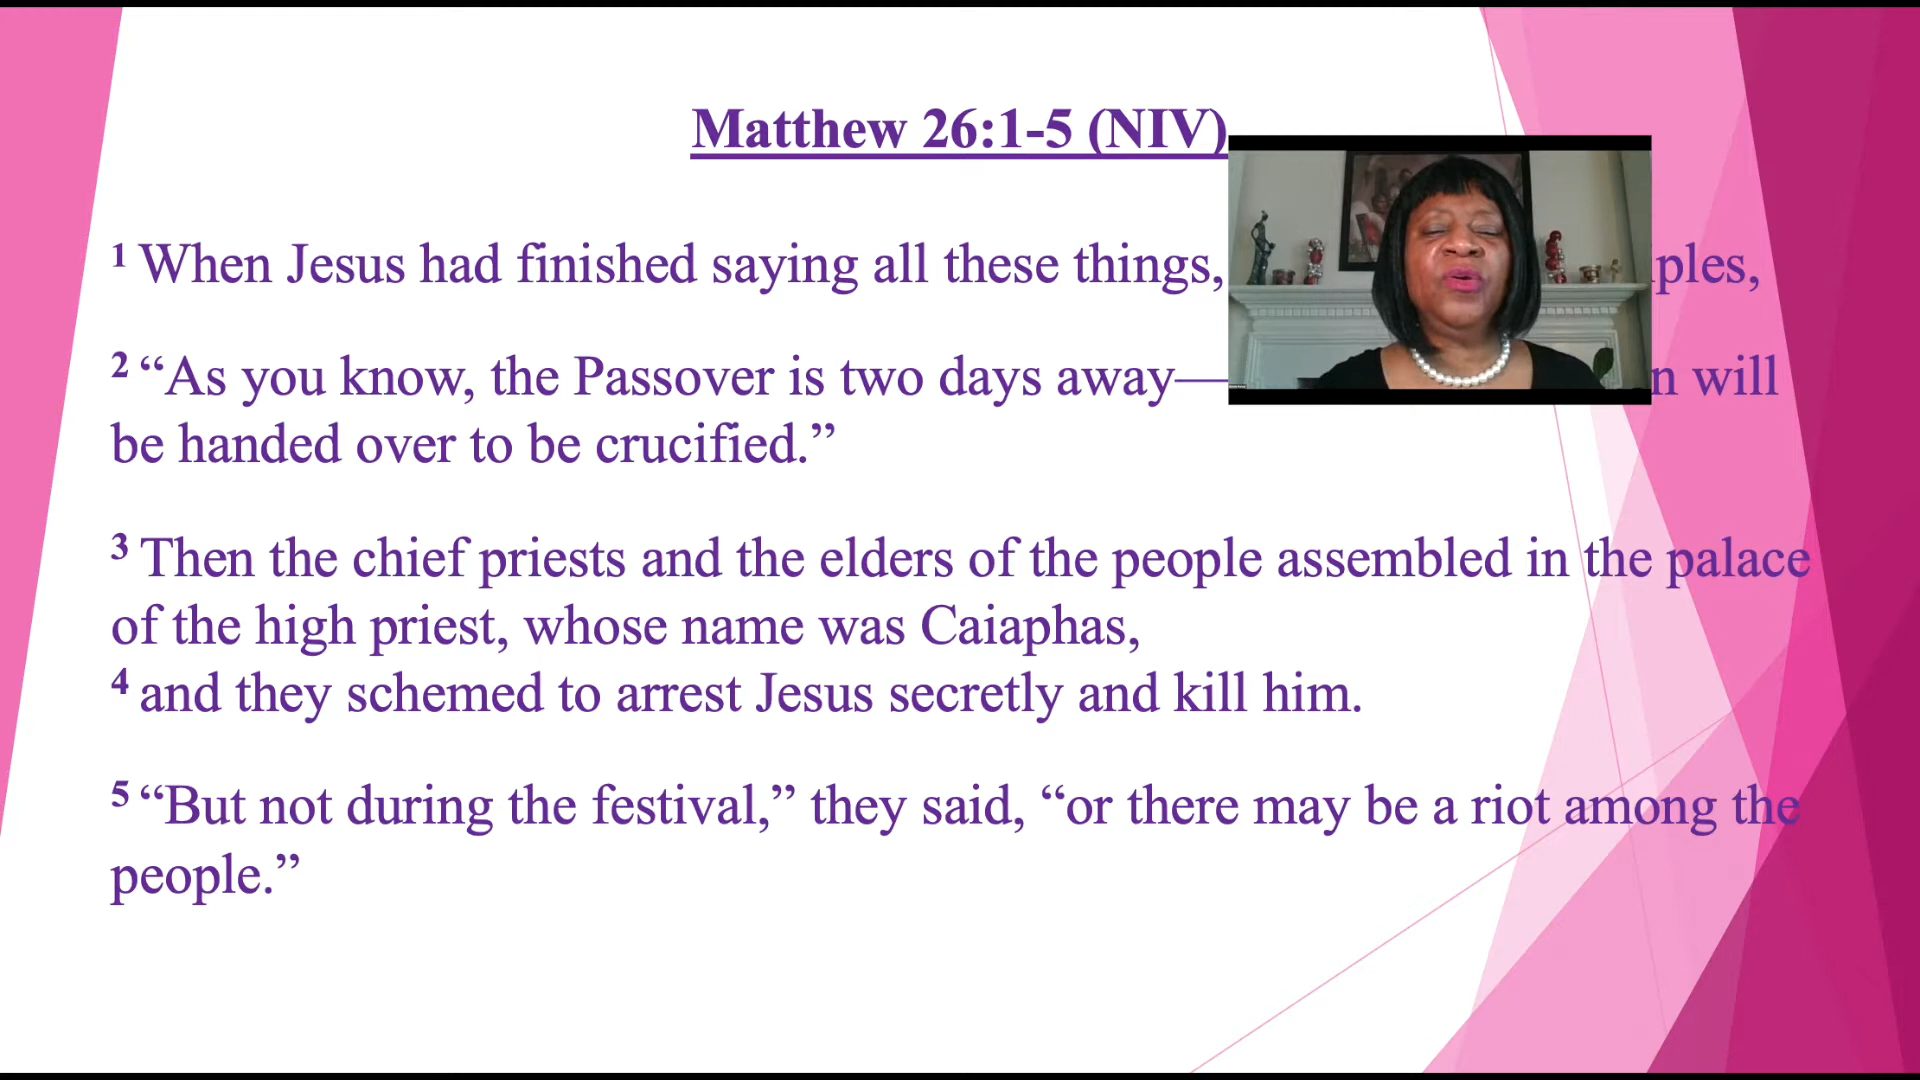 Matthew 26:1-5 (NIV)
1 When Jesus had finished saying all these things, ples,
2 “As you know, the Passover is two days away— n will
be handed over to be crucified.”
3 Then the chief priests and the elders of the people assembled in the palace
of the high priest, whose name was Caiaphas,
4 and they schemed to arrest Jesus secretly and kill him.
5 “But not during the festival,” they said, “or there may be a riot among the
people.”